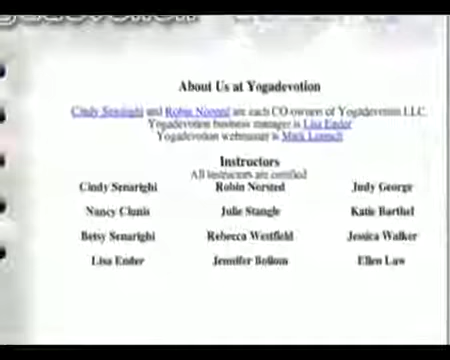 About Us at Yogadevotion
Cindy Senarighi and Robin Norsted are each CO-owners of Yogadevotion LLC.
Yogadevotion business manager is Lisa Ender
Yogadevotion webmaster is Mark
Instructors
All instructors are certified
Cindy Senarighi Robin Norsted Judy George
Nancy Clanis Julie Stangle Katie Barthel
Betsy Senarighi Rebecca Westfield Jessica Walker
Lisa Ender Jennifer Ellen Law